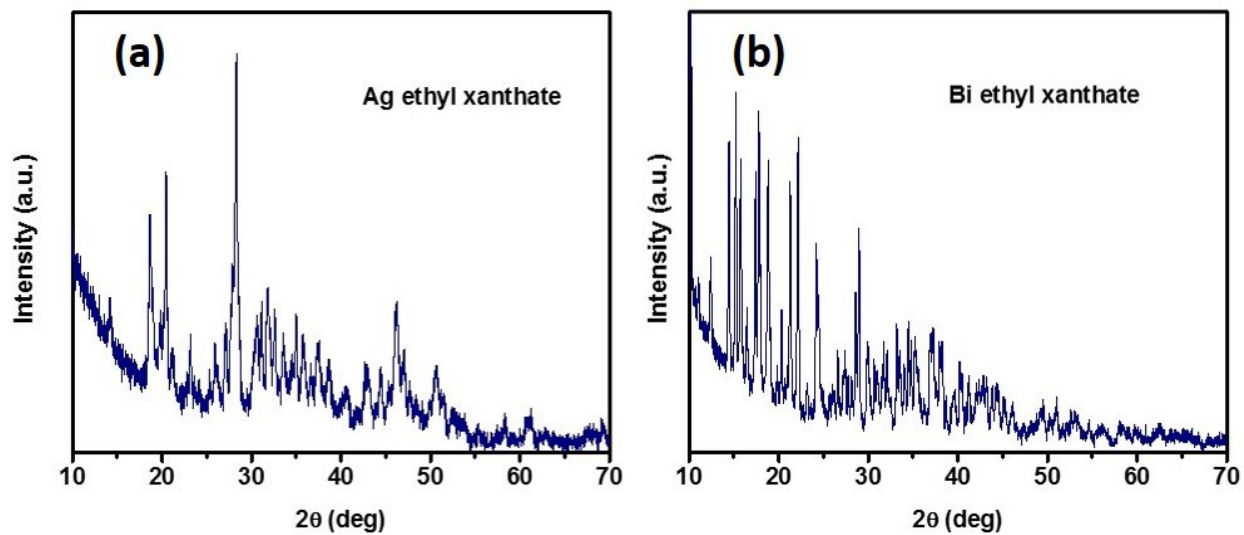 (a)
Ag ethyl xanthate
Intensity (a.u.)
10 20 30 40 50 60 70
2θ (deg)
(b)
Bi ethyl xanthate
Intensity (a.u.)
10 20 30 40 50 60 70
2θ (deg)